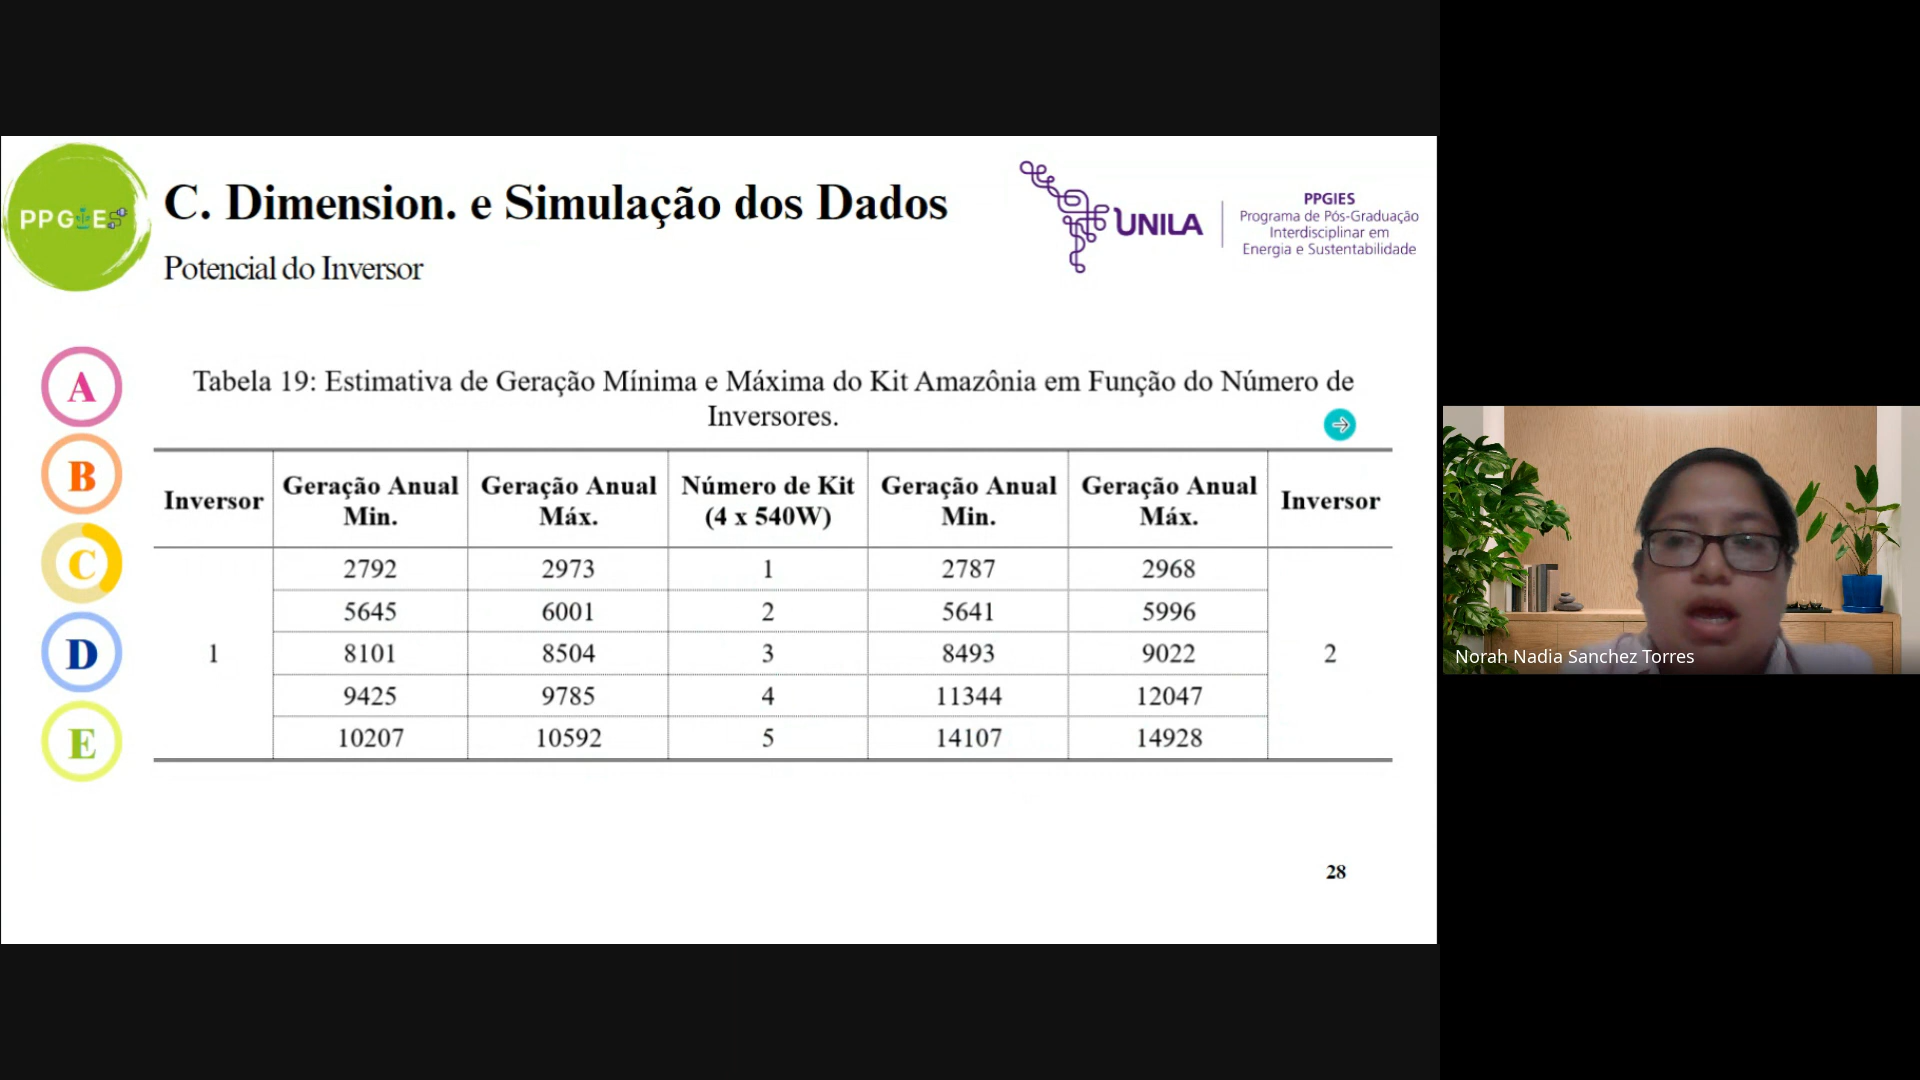 PPGIES
C. Dimension. e Simulação dos Dados
Potencial do Inversor
UNILA
PPGIES
Programa de Pós-Graduação
Interdisciplinar em
Energia e Sustentabilidade
A
B
C
D
E
Tabela 19: Estimativa de Geração Mínima e Máxima do Kit Amazônia em Função do Número de
Inversores.
Inversor Geração Anual Min. Geração Anual Máx. Número de Kit (4 x 540W) Geração Anual Min. Geração Anual Máx. Inversor
2792 2973 1 2787 2968
5645 6001 2 5641 5996
1 8101 8504 3 8493 9022 2
9425 9785 4 11344 12047
10207 10592 5 14107 14928
28
Norah Nadia Sanchez Torres